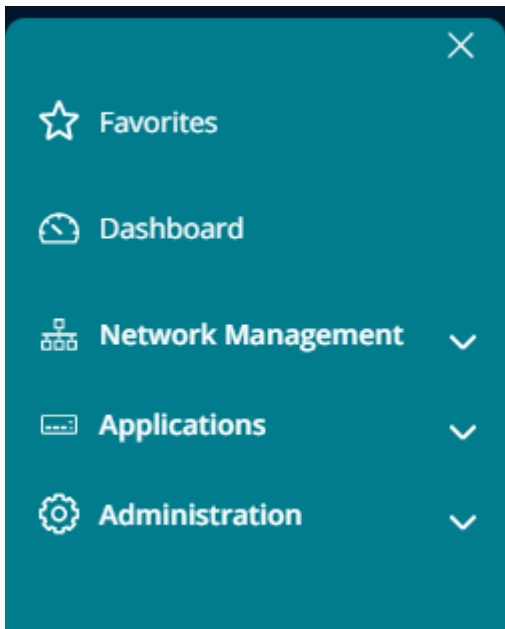 Favorites
Dashboard
Network Management
Applications
Administration